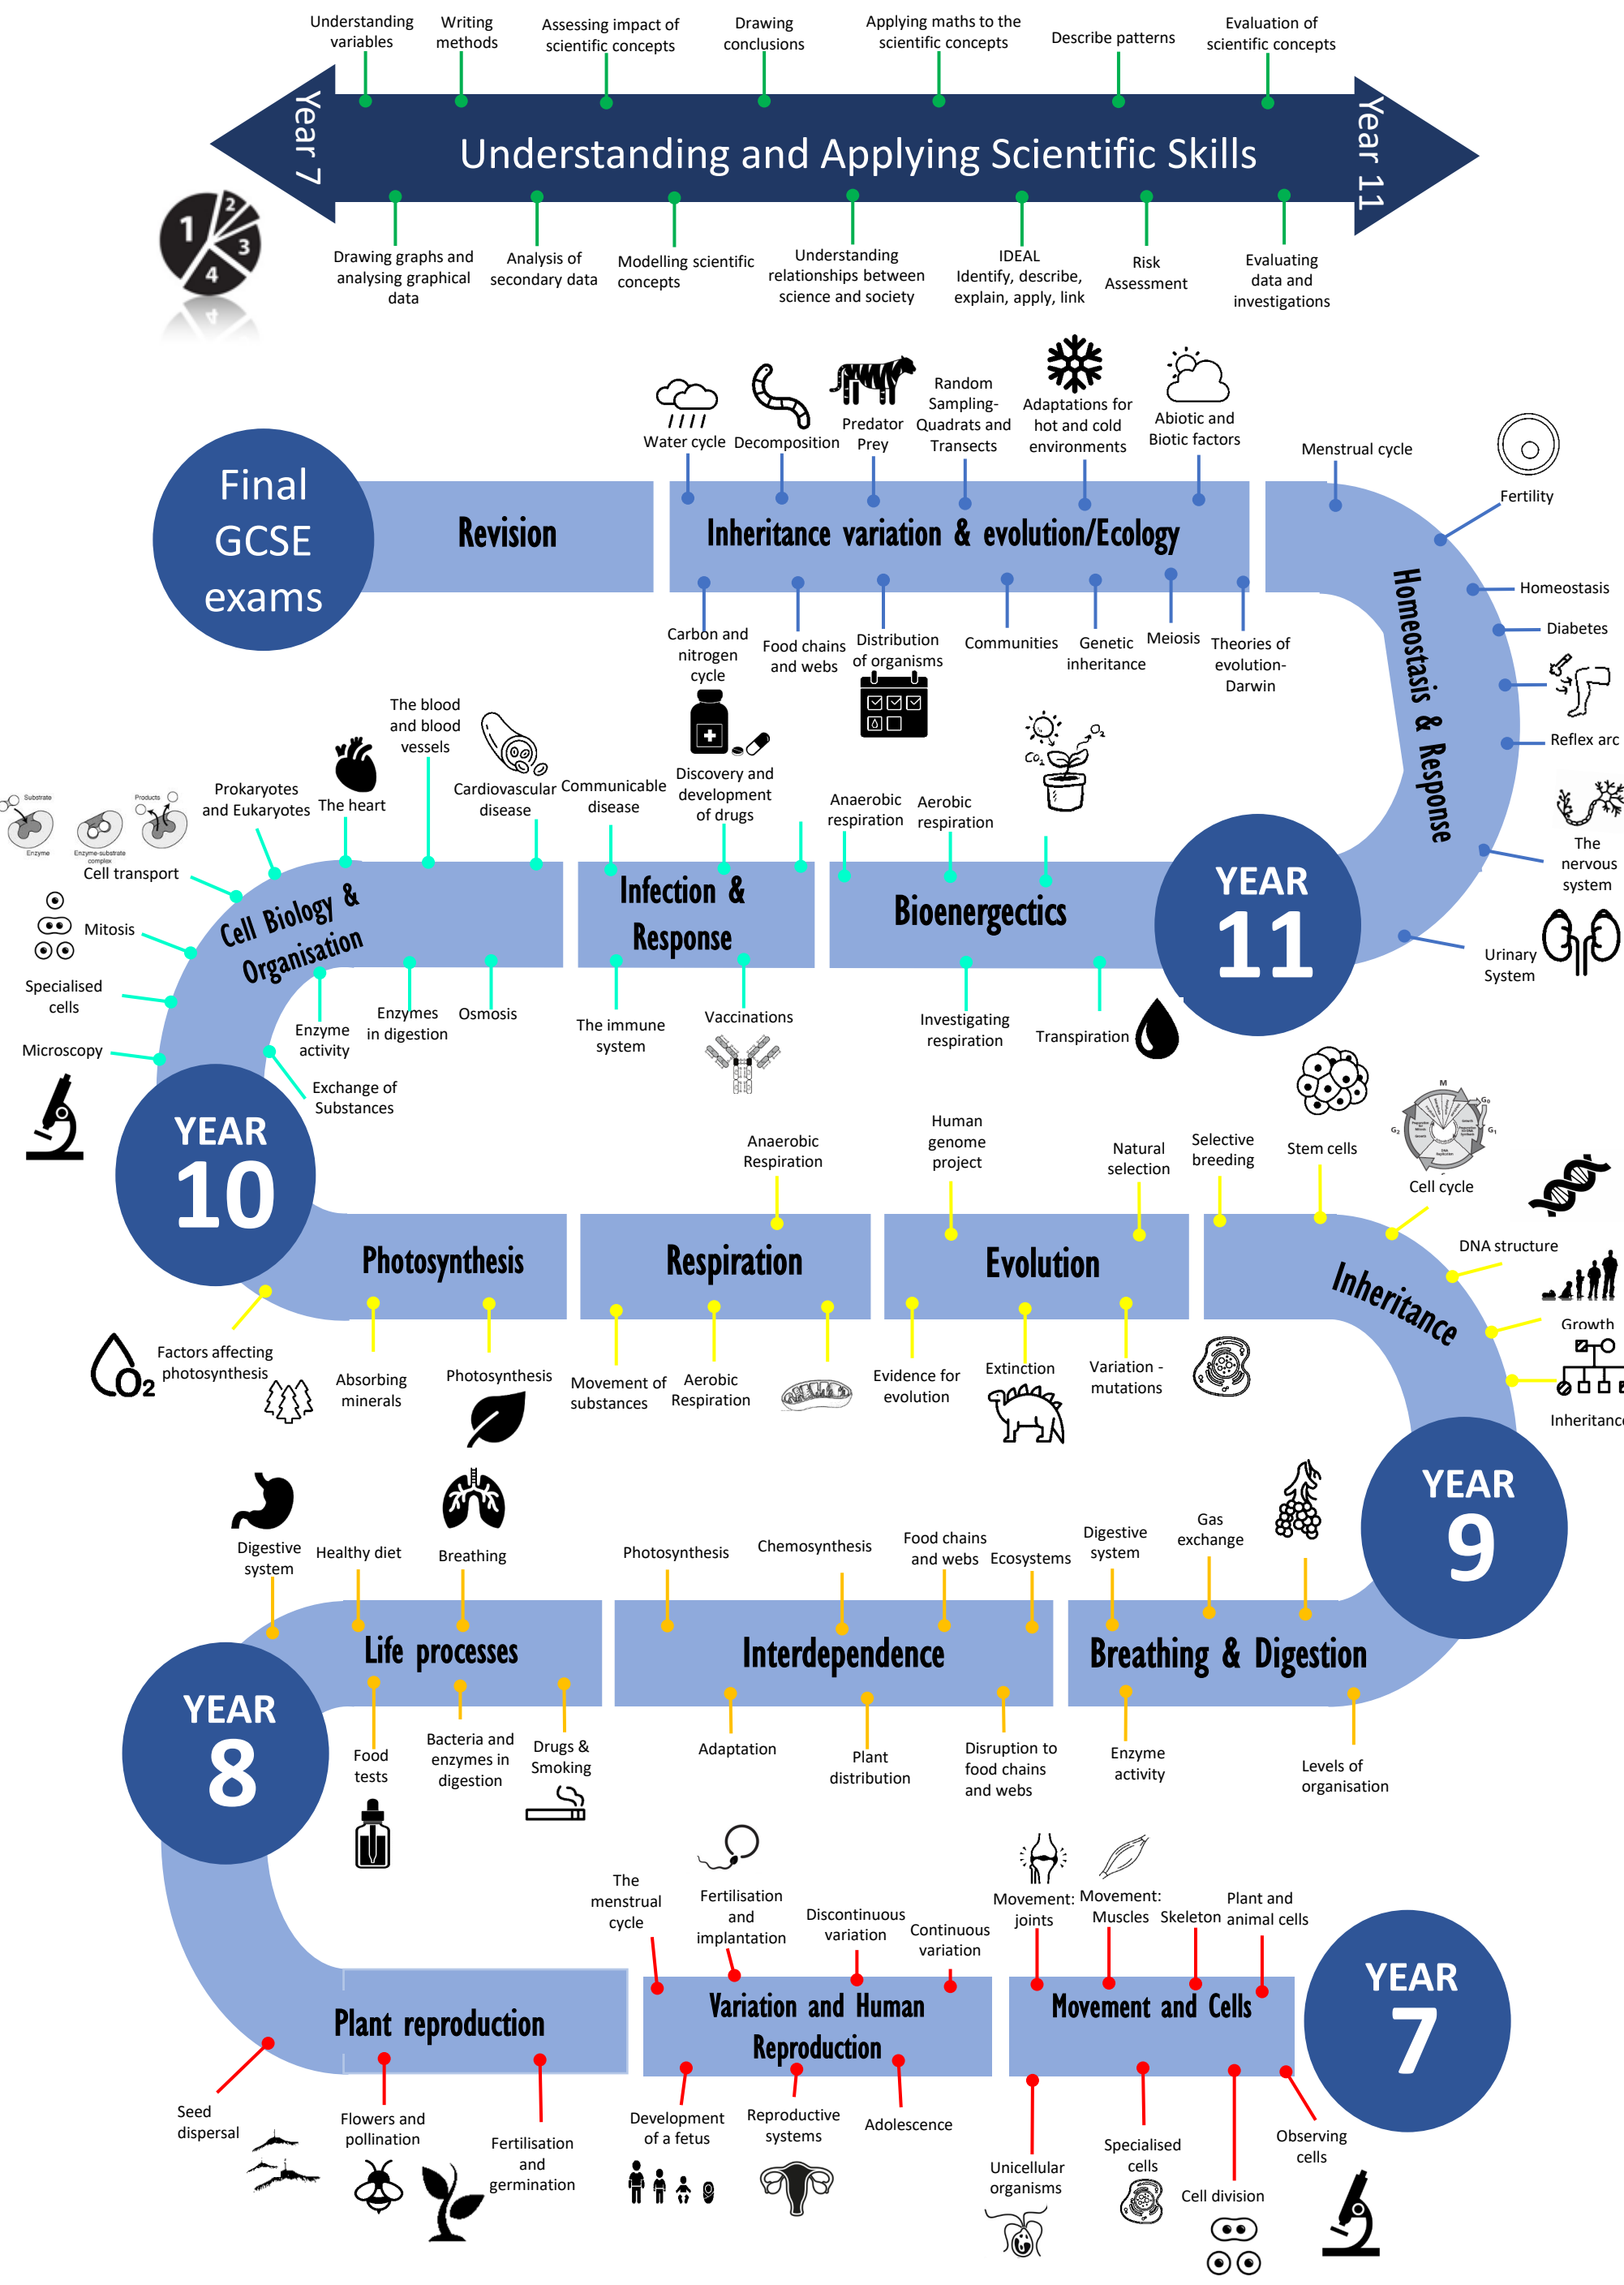 Understanding
variables
Writing
methods
Assessing impact of
scientific concepts
Drawing
conclusions
Applying maths to the
scientific concepts
Describe patterns
Evaluation of
scientific concepts
Year 7
Understanding and Applying Scientific Skills
Year 11
1
2
3
4
Drawing graphs and
analysing graphical
data
Analysis of
secondary data
Modelling scientific
concepts
Understanding
relationships between
science and society
IDEAL
Identify, describe,
explain, apply, link
Risk
Assessment
Evaluating
data and
investigations
Water cycle
Decomposition
Predator
Prey
Random
Sampling-
Quadrats and
Transects
Adaptations for
hot and cold
environments
Abiotic and
Biotic factors
Menstrual cycle
Fertility
Final
GCSE
exams
Revision
Inheritance variation & evolution/Ecology
Homeostasis & Response
Homeostasis
Diabetes
Reflex arc
The
nervous
system
Urinary
System
Carbon and
nitrogen
cycle
Food chains
and webs
Distribution
of organisms
Communities
Genetic
inheritance
Meiosis
Theories of
evolution-
Darwin
The blood
and blood
vessels
Prokaryotes
and Eukaryotes
The heart
Cardiovascular
disease
Communicable
disease
Discovery and
development
of drugs
Anaerobic
respiration
Aerobic
respiration
CO2
O2
Substrate
Products
Enzyme
Enzyme-substrate
complex
Cell transport
Mitosis
Specialised
cells
Microscopy
Cell Biology &
Organisation
Infection &
Response
Bioenergectics
YEAR
11
Enzyme
activity
Enzymes
in digestion
Osmosis
Exchange of
Substances
The immune
system
Vaccinations
Investigating
respiration
Transpiration
YEAR
10
Anaerobic
Respiration
Human
genome
project
Natural
selection
Selective
breeding
Stem cells
M
G0
G1
G2
Cell cycle
DNA structure
Growth
Inheritance
Photosynthesis
Respiration
Evolution
Inheritance
Factors affecting
photosynthesis
O2
Absorbing
minerals
Photosynthesis
Movement of
substances
Aerobic
Respiration
Evidence for
evolution
Extinction
Variation -
mutations
YEAR
9
Digestive
system
Healthy diet
Breathing
Photosynthesis
Chemosynthesis
Food chains
and webs
Ecosystems
Digestive
system
Gas
exchange
Life processes
Interdependence
Breathing & Digestion
YEAR
8
Food
tests
Bacteria and
enzymes in
digestion
Drugs &
Smoking
Adaptation
Plant
distribution
Disruption to
food chains
and webs
Enzyme
activity
Levels of
organisation
The
menstrual
cycle
Fertilisation
and
implantation
Discontinuous
variation
Continuous
variation
Movement:
joints
Movement:
Muscles
Skeleton
Plant and
animal cells
Plant reproduction
Variation and Human
Reproduction
Movement and Cells
YEAR
7
Seed
dispersal
Flowers and
pollination
Fertilisation
and
germination
Development
of a fetus
Reproductive
systems
Adolescence
Unicellular
organisms
Specialised
cells
Cell division
Observing
cells